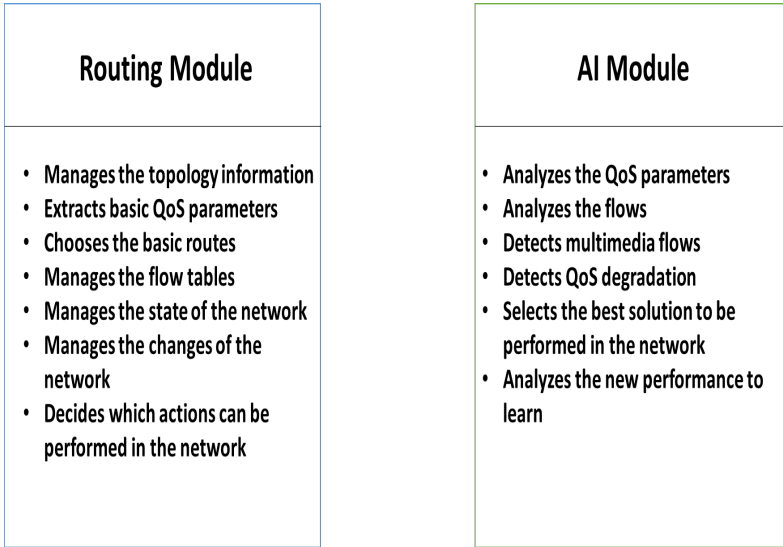 Routing Module
• Manages the topology information
• Extracts basic QoS parameters
• Chooses the basic routes
• Manages the flow tables
• Manages the state of the network
• Manages the changes of the
network
• Decides which actions can be
performed in the network
AI Module
• Analyzes the QoS parameters
• Analyzes the flows
• Detects multimedia flows
• Detects QoS degradation
• Selects the best solution to be
performed in the network
• Analyzes the new performance to
learn